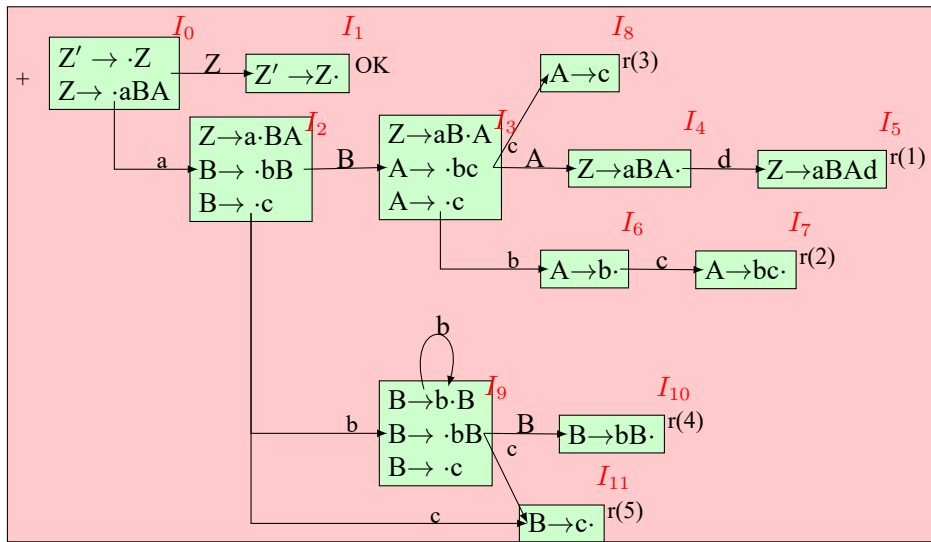 I₀ I₁ I₈
+
Z′ → ·Z
Z→ ·aBA
Z
Z′ →Z·
OK
A→c
r(3)
a
I₂
Z→a·BA
B→ ·bB
B→ ·c
B
I₃
Z→aB·A
A→ ·bc
A→ ·c
c
A
I₄
Z→aBA·
d
I₅
Z→aBAd
r(1)
b
I₆
A→b·
c
I₇
A→bc·
r(2)
b
b
I₉
B→b·B
B→ ·bB
B→ ·c
B
c
I₁₀
B→bB·
r(4)
c
I₁₁
B→c·
r(5)